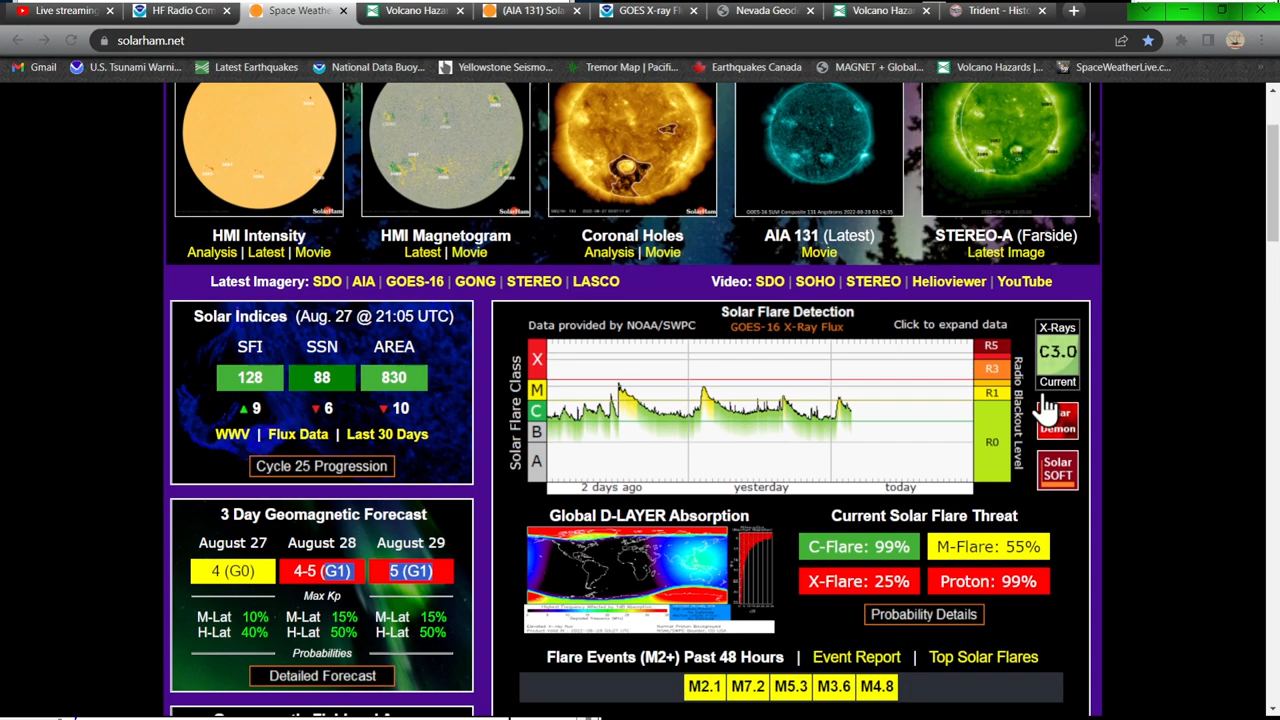 Live streaming
HF Radio Com
Space Weathe
Volcano Hazar
(AIA 131) Sola
GOES X-ray Fl
Nevada Geod
Volcano Hazar
Trident - Histo
solarham.net
Gmail
U.S. Tsunami Warni...
Latest Earthquakes
National Data Buoy...
Yellowstone Seismo...
Tremor Map | Pacifi...
Earthquakes Canada
MAGNET + Global...
Volcano Hazards |...
SpaceWeatherLive.c...
SolarHam
SolarHam
SolarHam
HMI Intensity
Analysis | Latest | Movie
HMI Magnetogram
Latest | Movie
Coronal Holes
Analysis | Movie
AIA 131 (Latest)
Movie
STEREO-A (Farside)
Latest Image
Latest Imagery: SDO | AIA | GOES-16 | GONG | STEREO | LASCO
Video: SDO | SOHO | STEREO | Helioviewer | YouTube
Solar Indices (Aug. 27 @ 21:05 UTC)
SFI SSN AREA
128 88 830
9 6 10
WWV | Flux Data | Last 30 Days
Cycle 25 Progression
3 Day Geomagnetic Forecast
August 27 August 28 August 29
4 (G0) 4-5 (G1) 5 (G1)
Max Kp
M-Lat 10% M-Lat 15% M-Lat 15%
H-Lat 40% H-Lat 50% H-Lat 50%
Probabilities
Detailed Forecast
Solar Flare Detection
Data provided by NOAA/SWPC
GOES-16 X-Ray Flux
Click to expand data
Solar Flare Class
X
M
C
B
A
R5
R3
R1
R0
Radio Blackout Level
2 days ago yesterday today
X-Rays
C3.0
Current
Demon
Solar
SOFT
Global D-LAYER Absorption
Current Solar Flare Threat
C-Flare: 99% M-Flare: 55%
X-Flare: 25% Proton: 99%
Probability Details
Flare Events (M2+) Past 48 Hours | Event Report | Top Solar Flares
M2.1 M7.2 M5.3 M3.6 M4.8